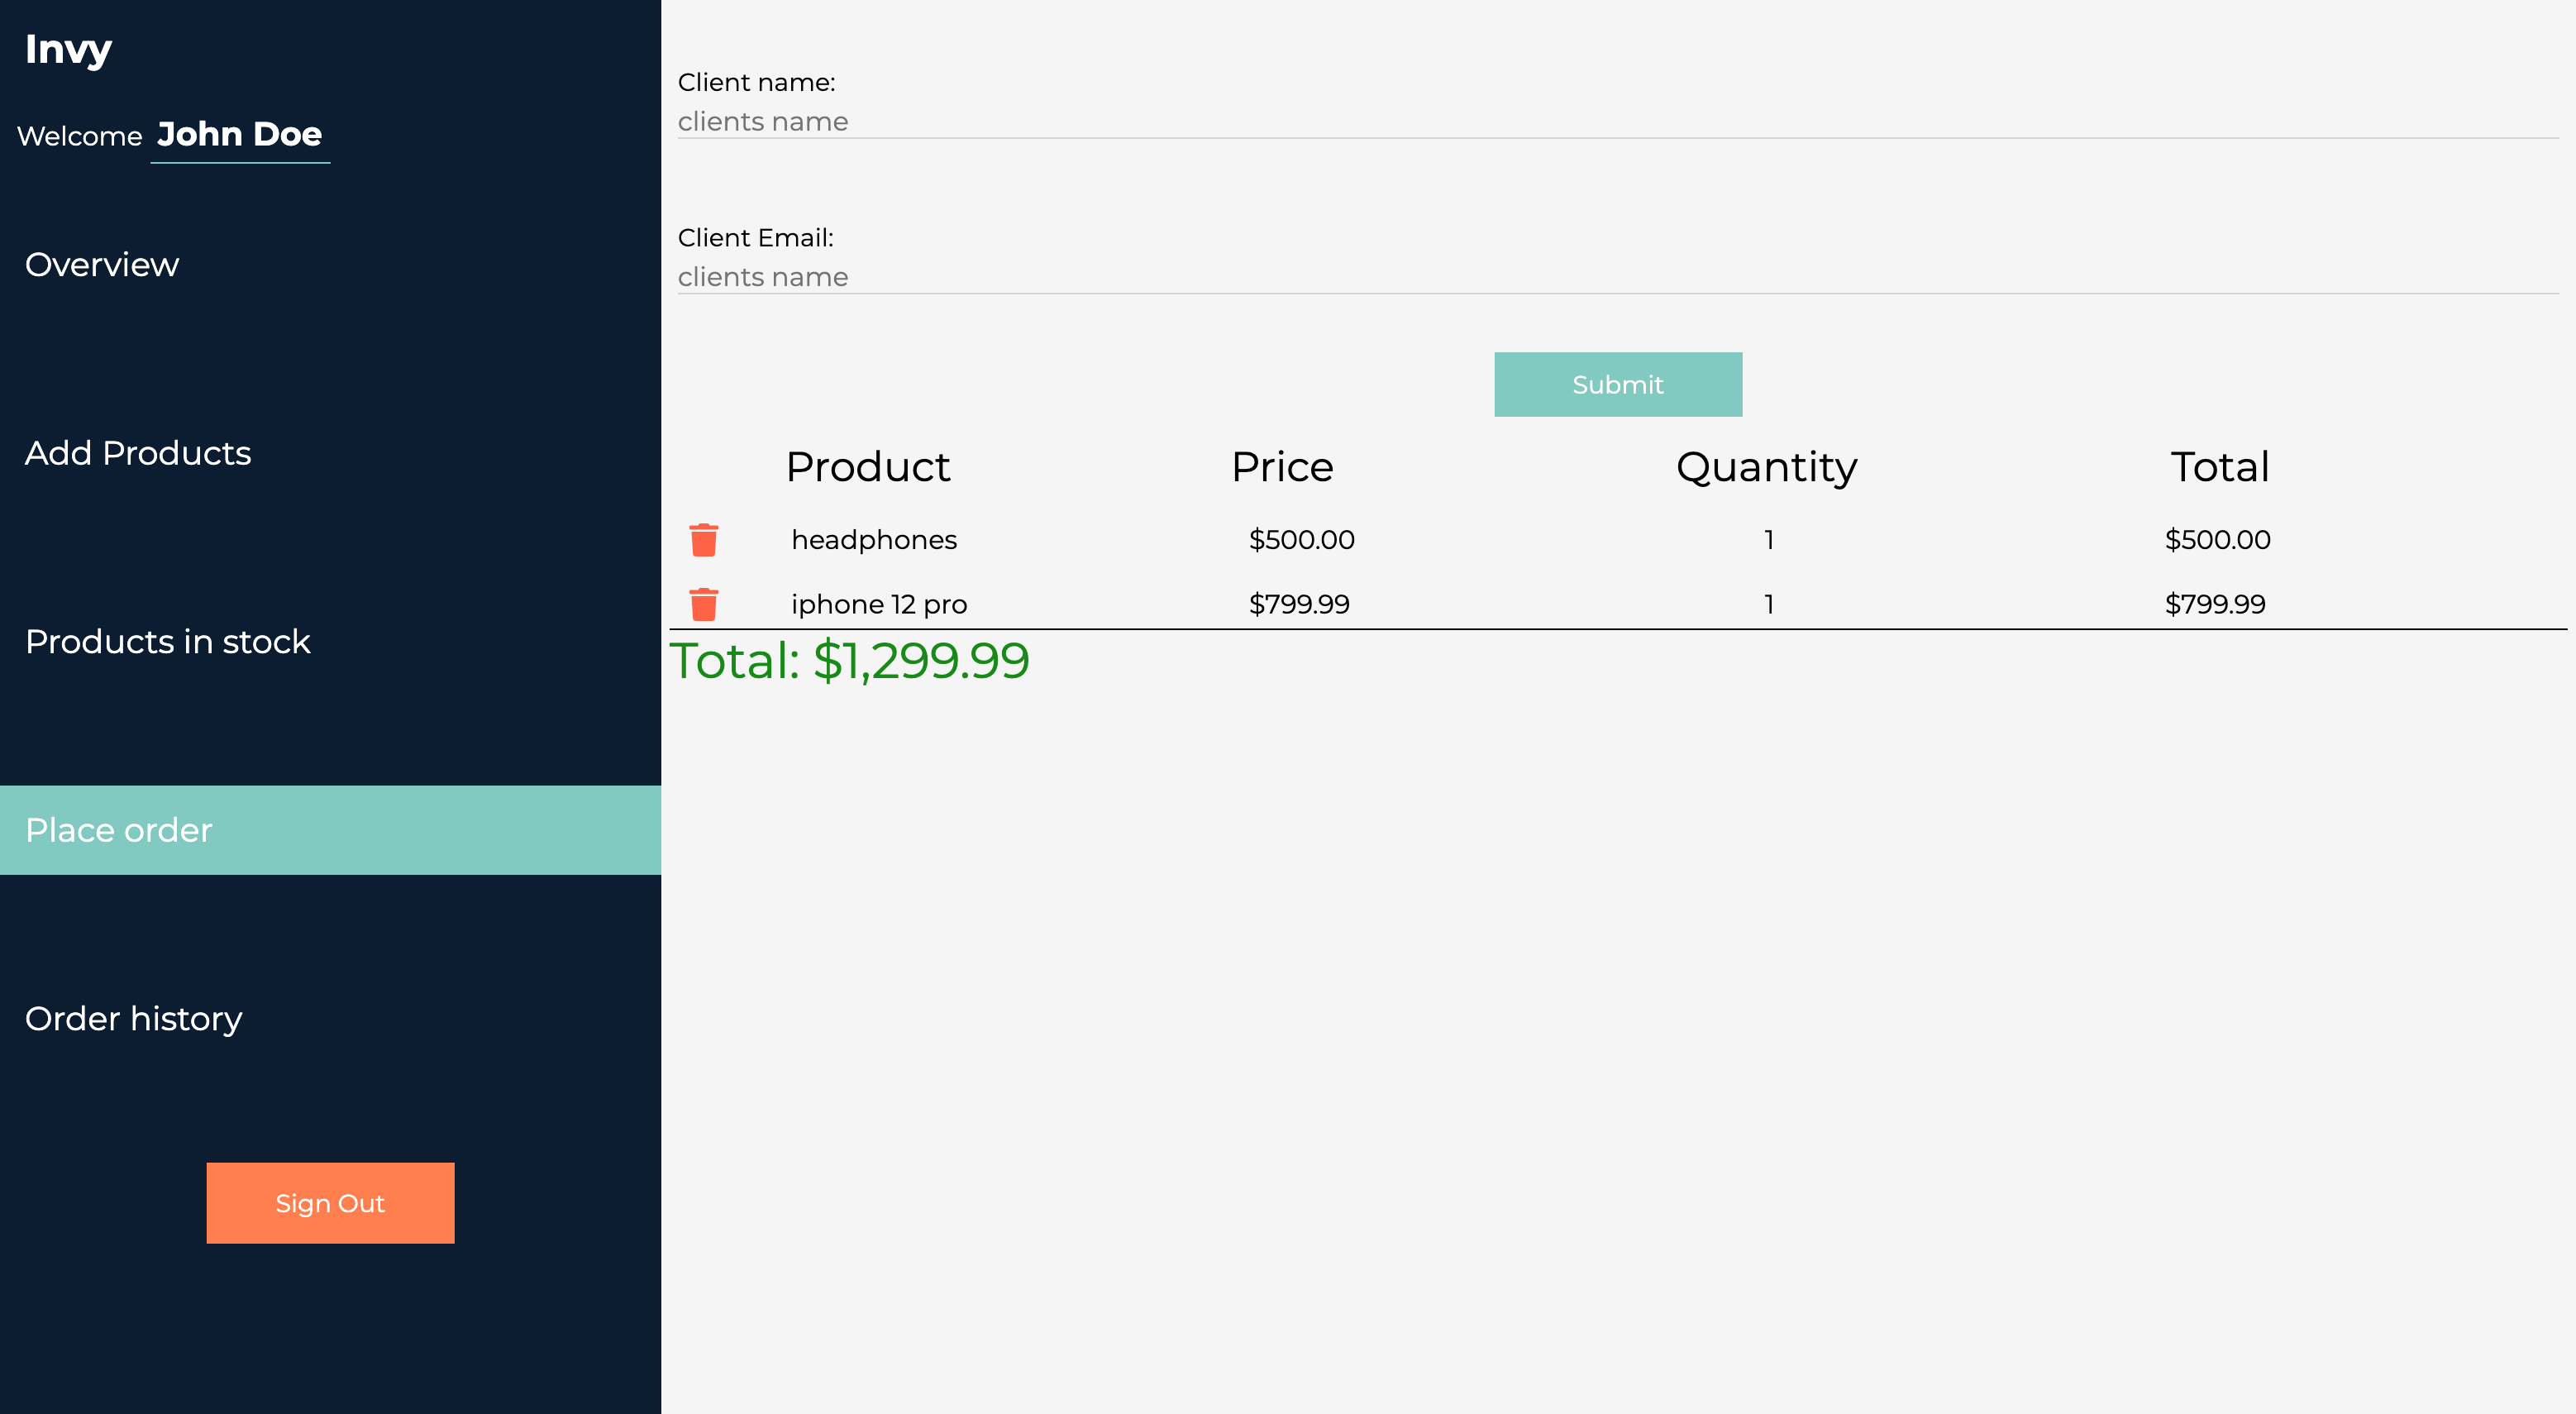 Invy
Welcome John Doe
Overview
Add Products
Products in stock
Place order
Order history
Sign Out
Client name:
clients name
Client Email:
clients name
Submit
Product Price Quantity Total
headphones $500.00 1 $500.00
iphone 12 pro $799.99 1 $799.99
Total: $1,299.99